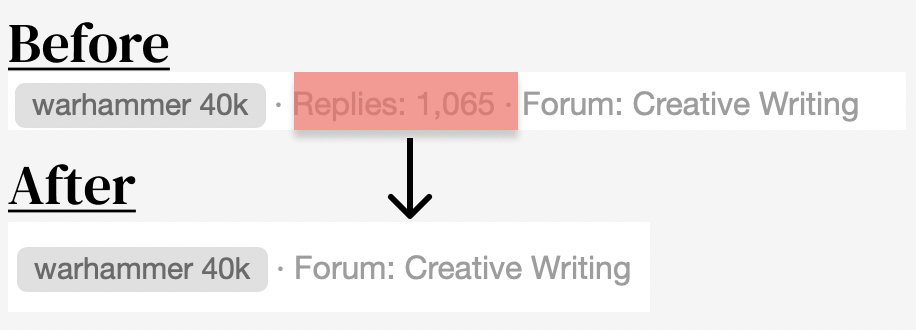 Before
warhammer 40k · Replies: 1,065 · Forum: Creative Writing
After
warhammer 40k · Forum: Creative Writing